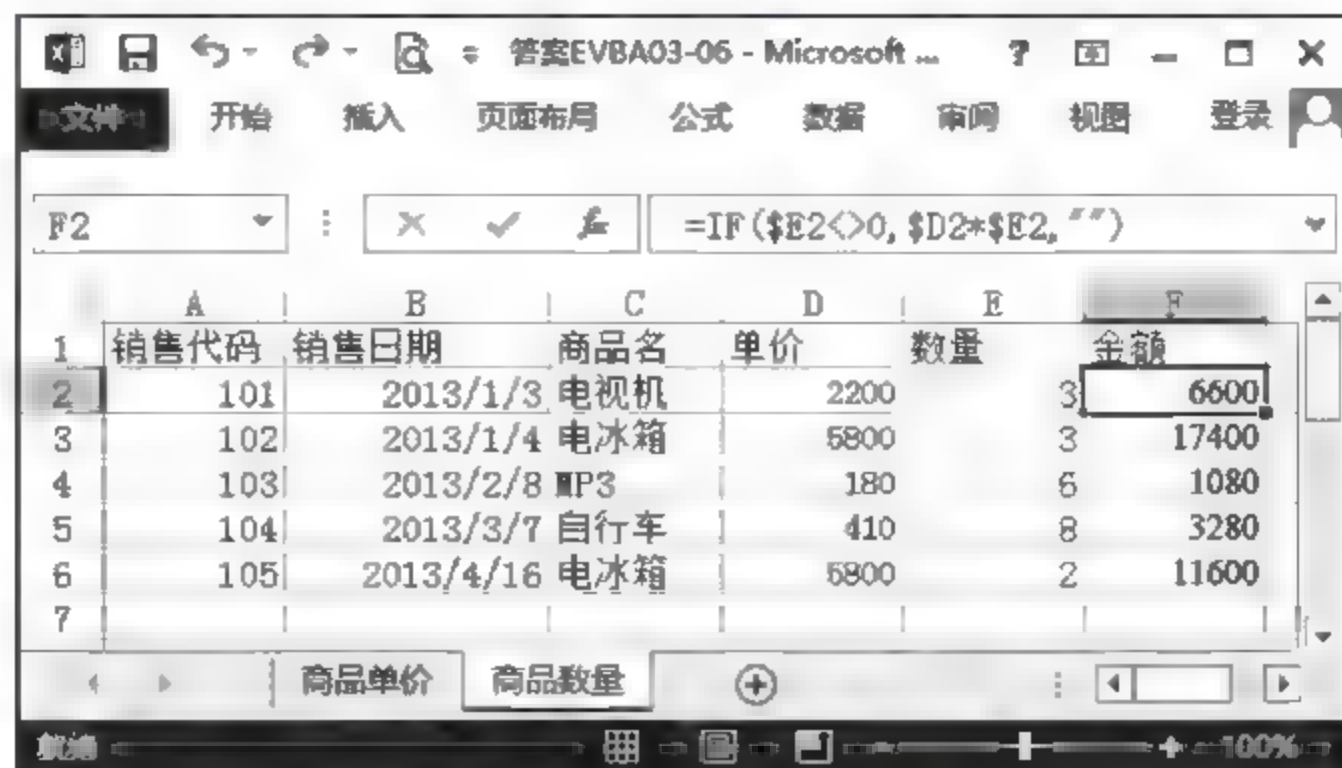 答案EVBA03-06 - Microsoft ... ?
文件 开始 插入 页面布局 公式 数据 审阅 视图 登录
F2 fx =IF($E2<>0,$D2*$E2,"")
A B C D E F
1 销售代码 销售日期 商品名 单价 数量 金额
2 101 2013/1/3 电视机 2200 3 6600
3 102 2013/1/4 电冰箱 5800 3 17400
4 103 2013/2/8 MP3 180 6 1080
5 104 2013/3/7 自行车 410 8 3280
6 105 2013/4/16 电冰箱 5800 2 11600
7
商品单价 商品数量
就绪 100%